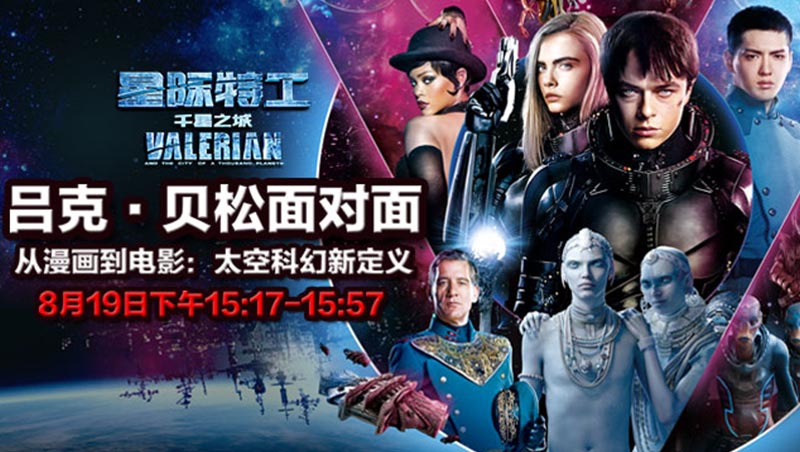 星际特工
千星之城
VALERIAN
AND THE CITY OF A THOUSAND PLANETS
吕克·贝松面对面
从漫画到电影：太空科幻新定义
8月19日下午15:17-15:57